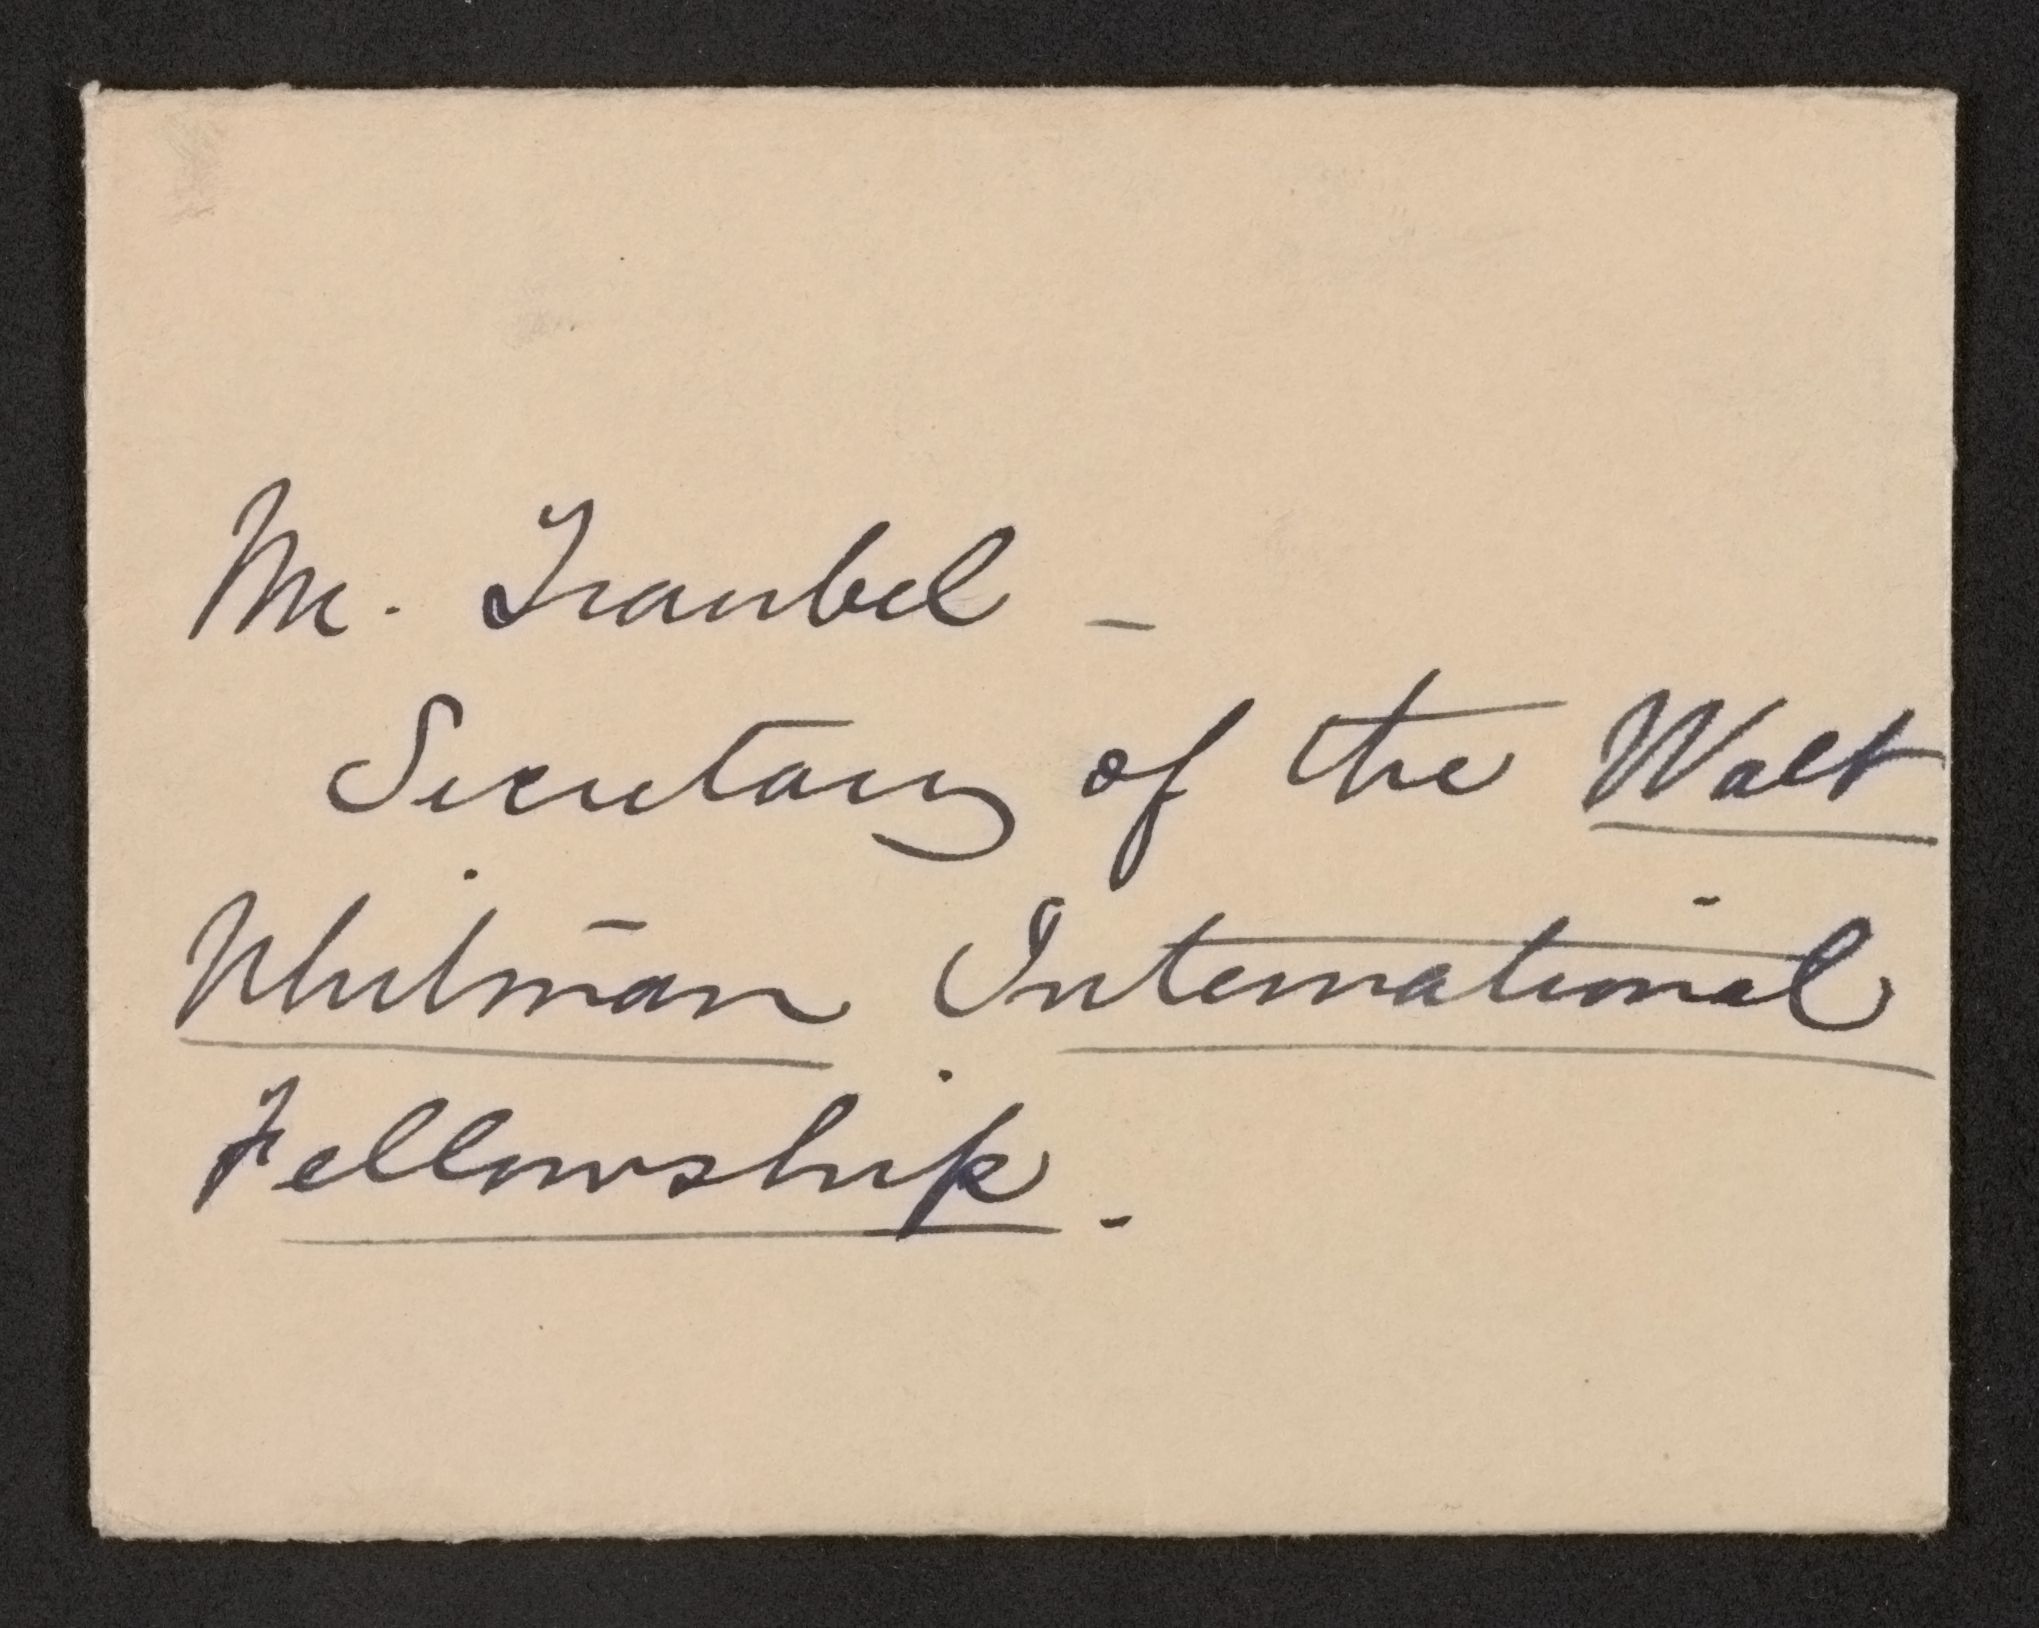 Mr. Traubel -
Secretary of the Walt
Whitman International
Fellowship.